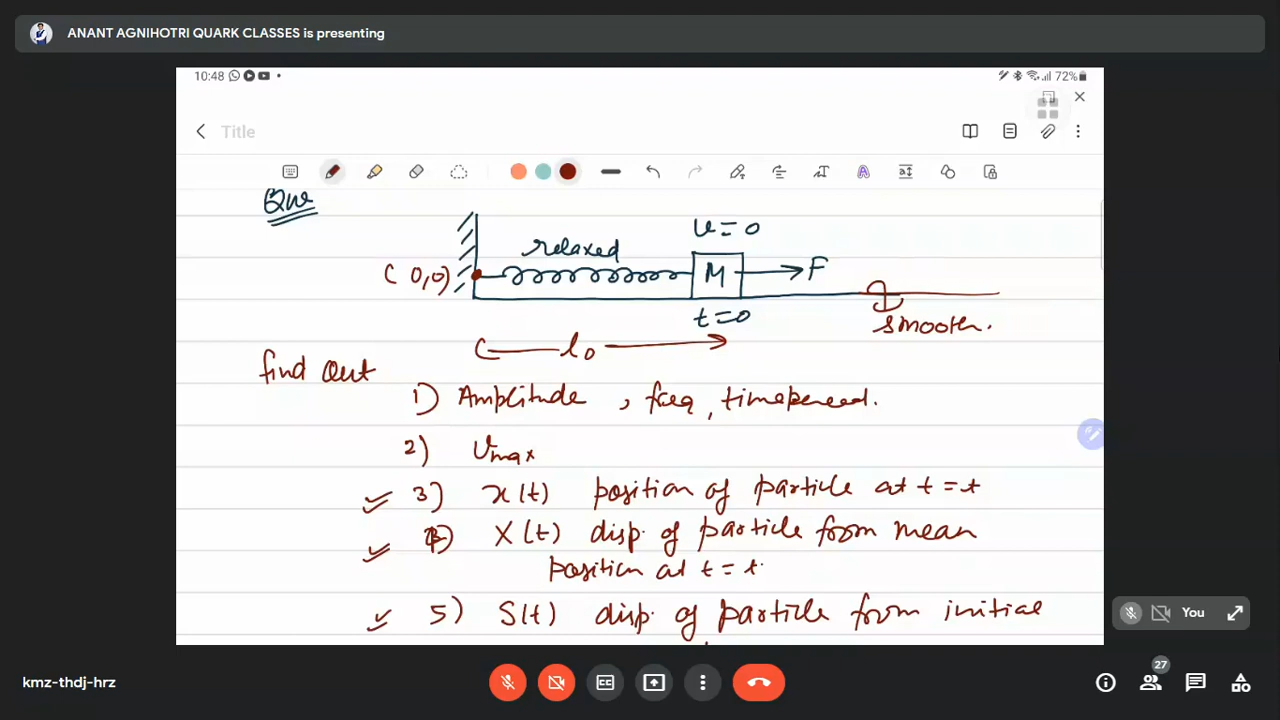 ANANT AGNIHOTRI QUARK CLASSES is presenting
10:48
72%
Title
Que
relaxed
u = 0
(0,0)
M
F
t=0
smooth.
l₀
find Out
1) Amplitude , freq , timepereod.
2) Vmax
3) x(t) position of particle at t = t
X(t) disp. of particle from mean
position at t = t
5) S(t) disp. of particle from initial
You
kmz-thdj-hrz
CC
27